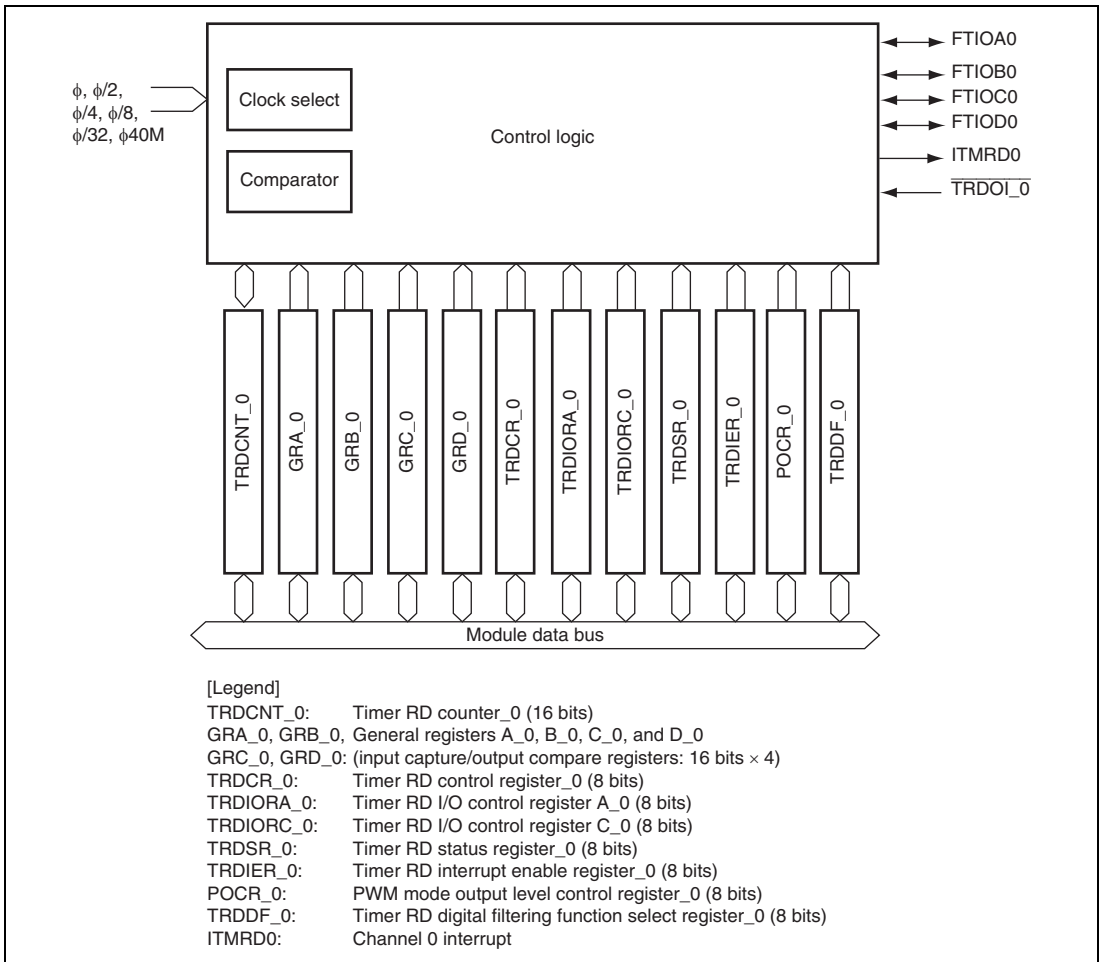 FTIOA0
φ, φ/2,
φ/4, φ/8,
φ/32, φ40M
Clock select
Comparator
Control logic
FTIOB0
FTIOC0
FTIOD0
ITMRD0
TRDOI_0
TRDCNT_0
GRA_0
GRB_0
GRC_0
GRD_0
TRDCR_0
TRDIORA_0
TRDIORC_0
TRDSR_0
TRDIER_0
POCR_0
TRDDF_0
Module data bus
[Legend]
TRDCNT_0: Timer RD counter_0 (16 bits)
GRA_0, GRB_0, General registers A_0, B_0, C_0, and D_0
GRC_0, GRD_0: (input capture/output compare registers: 16 bits × 4)
TRDCR_0: Timer RD control register_0 (8 bits)
TRDIORA_0: Timer RD I/O control register A_0 (8 bits)
TRDIORC_0: Timer RD I/O control register C_0 (8 bits)
TRDSR_0: Timer RD status register_0 (8 bits)
TRDIER_0: Timer RD interrupt enable register_0 (8 bits)
POCR_0: PWM mode output level control register_0 (8 bits)
TRDDF_0: Timer RD digital filtering function select register_0 (8 bits)
ITMRD0: Channel 0 interrupt